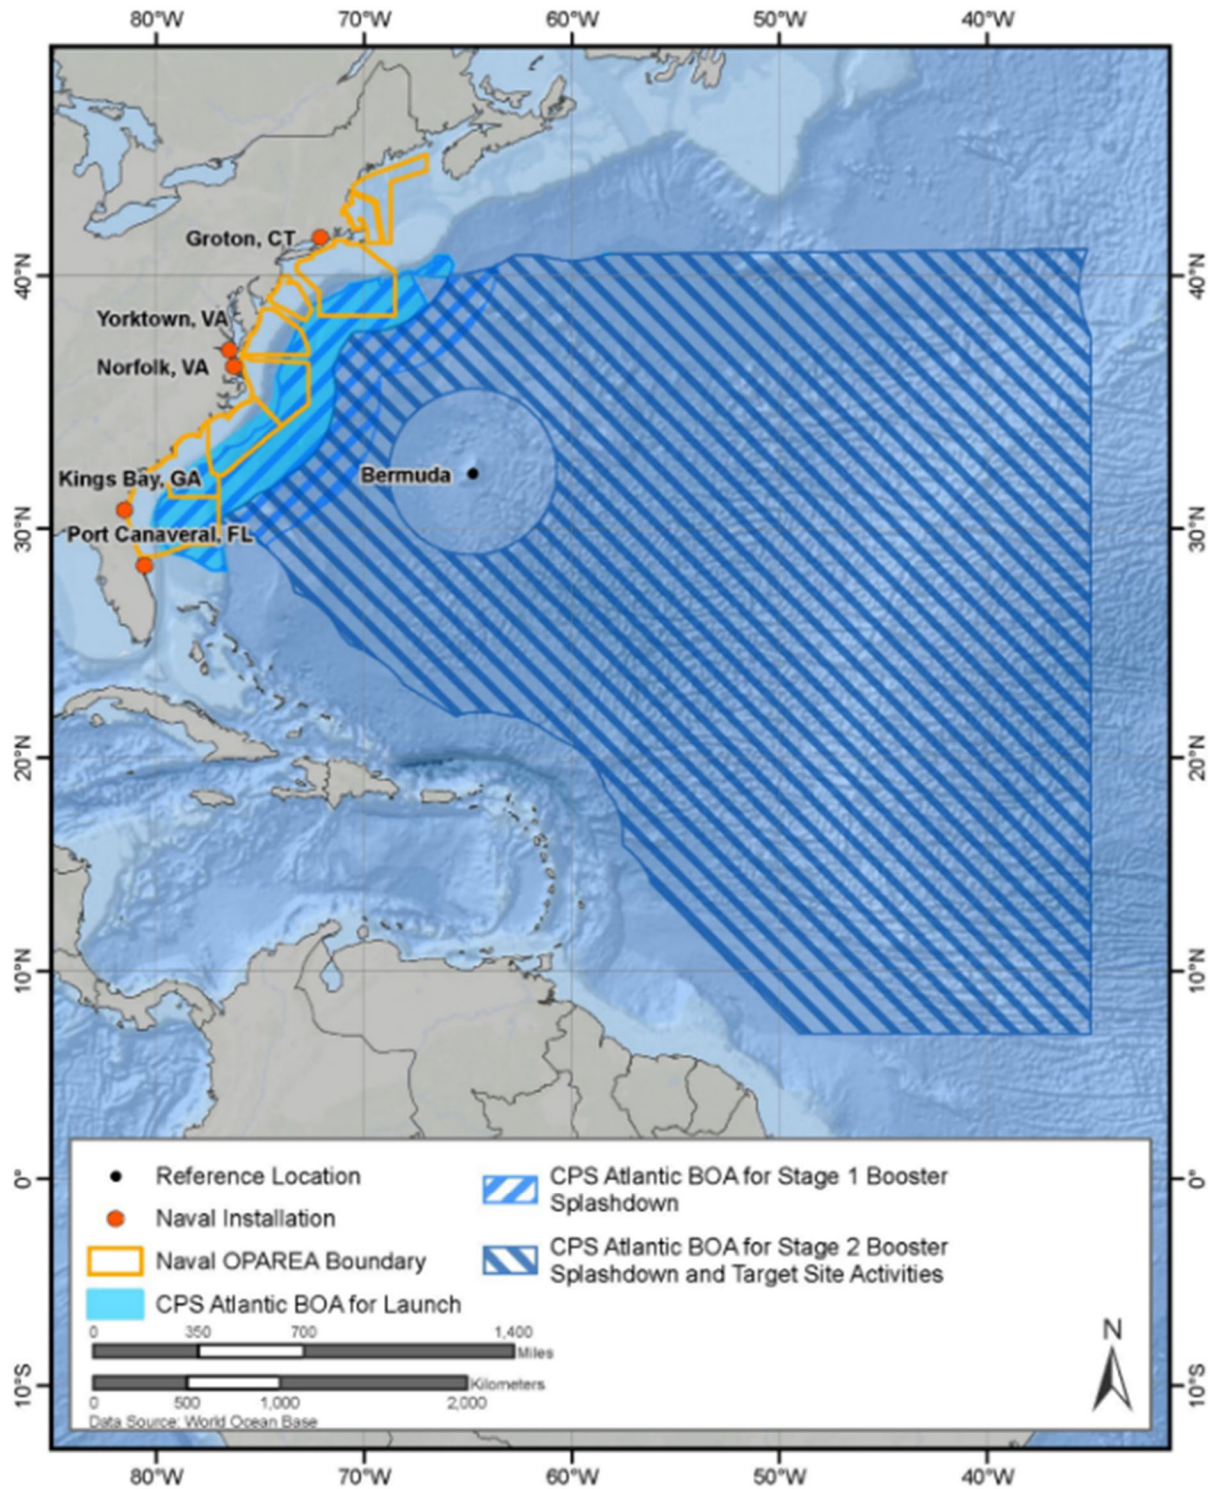 80°W 70°W 60°W 50°W 40°W
Groton, CT
40°N 40°N
Yorktown, VA
Norfolk, VA
Bermuda
Kings Bay, GA
30°N 30°N
Port Canaveral, FL
20°N 20°N
10°N 10°N
Reference Location
Naval Installation
Naval OPAREA Boundary
CPS Atlantic BOA for Launch
CPS Atlantic BOA for Stage 1 Booster
Splashdown
CPS Atlantic BOA for Stage 2 Booster
Splashdown and Target Site Activities
0° 0°
0 350 700 1,400
Miles
Kilometers
0 500 1,000 2,000
Data Source: World Ocean Base
N
10°S 10°S
80°W 70°W 60°W 50°W 40°W